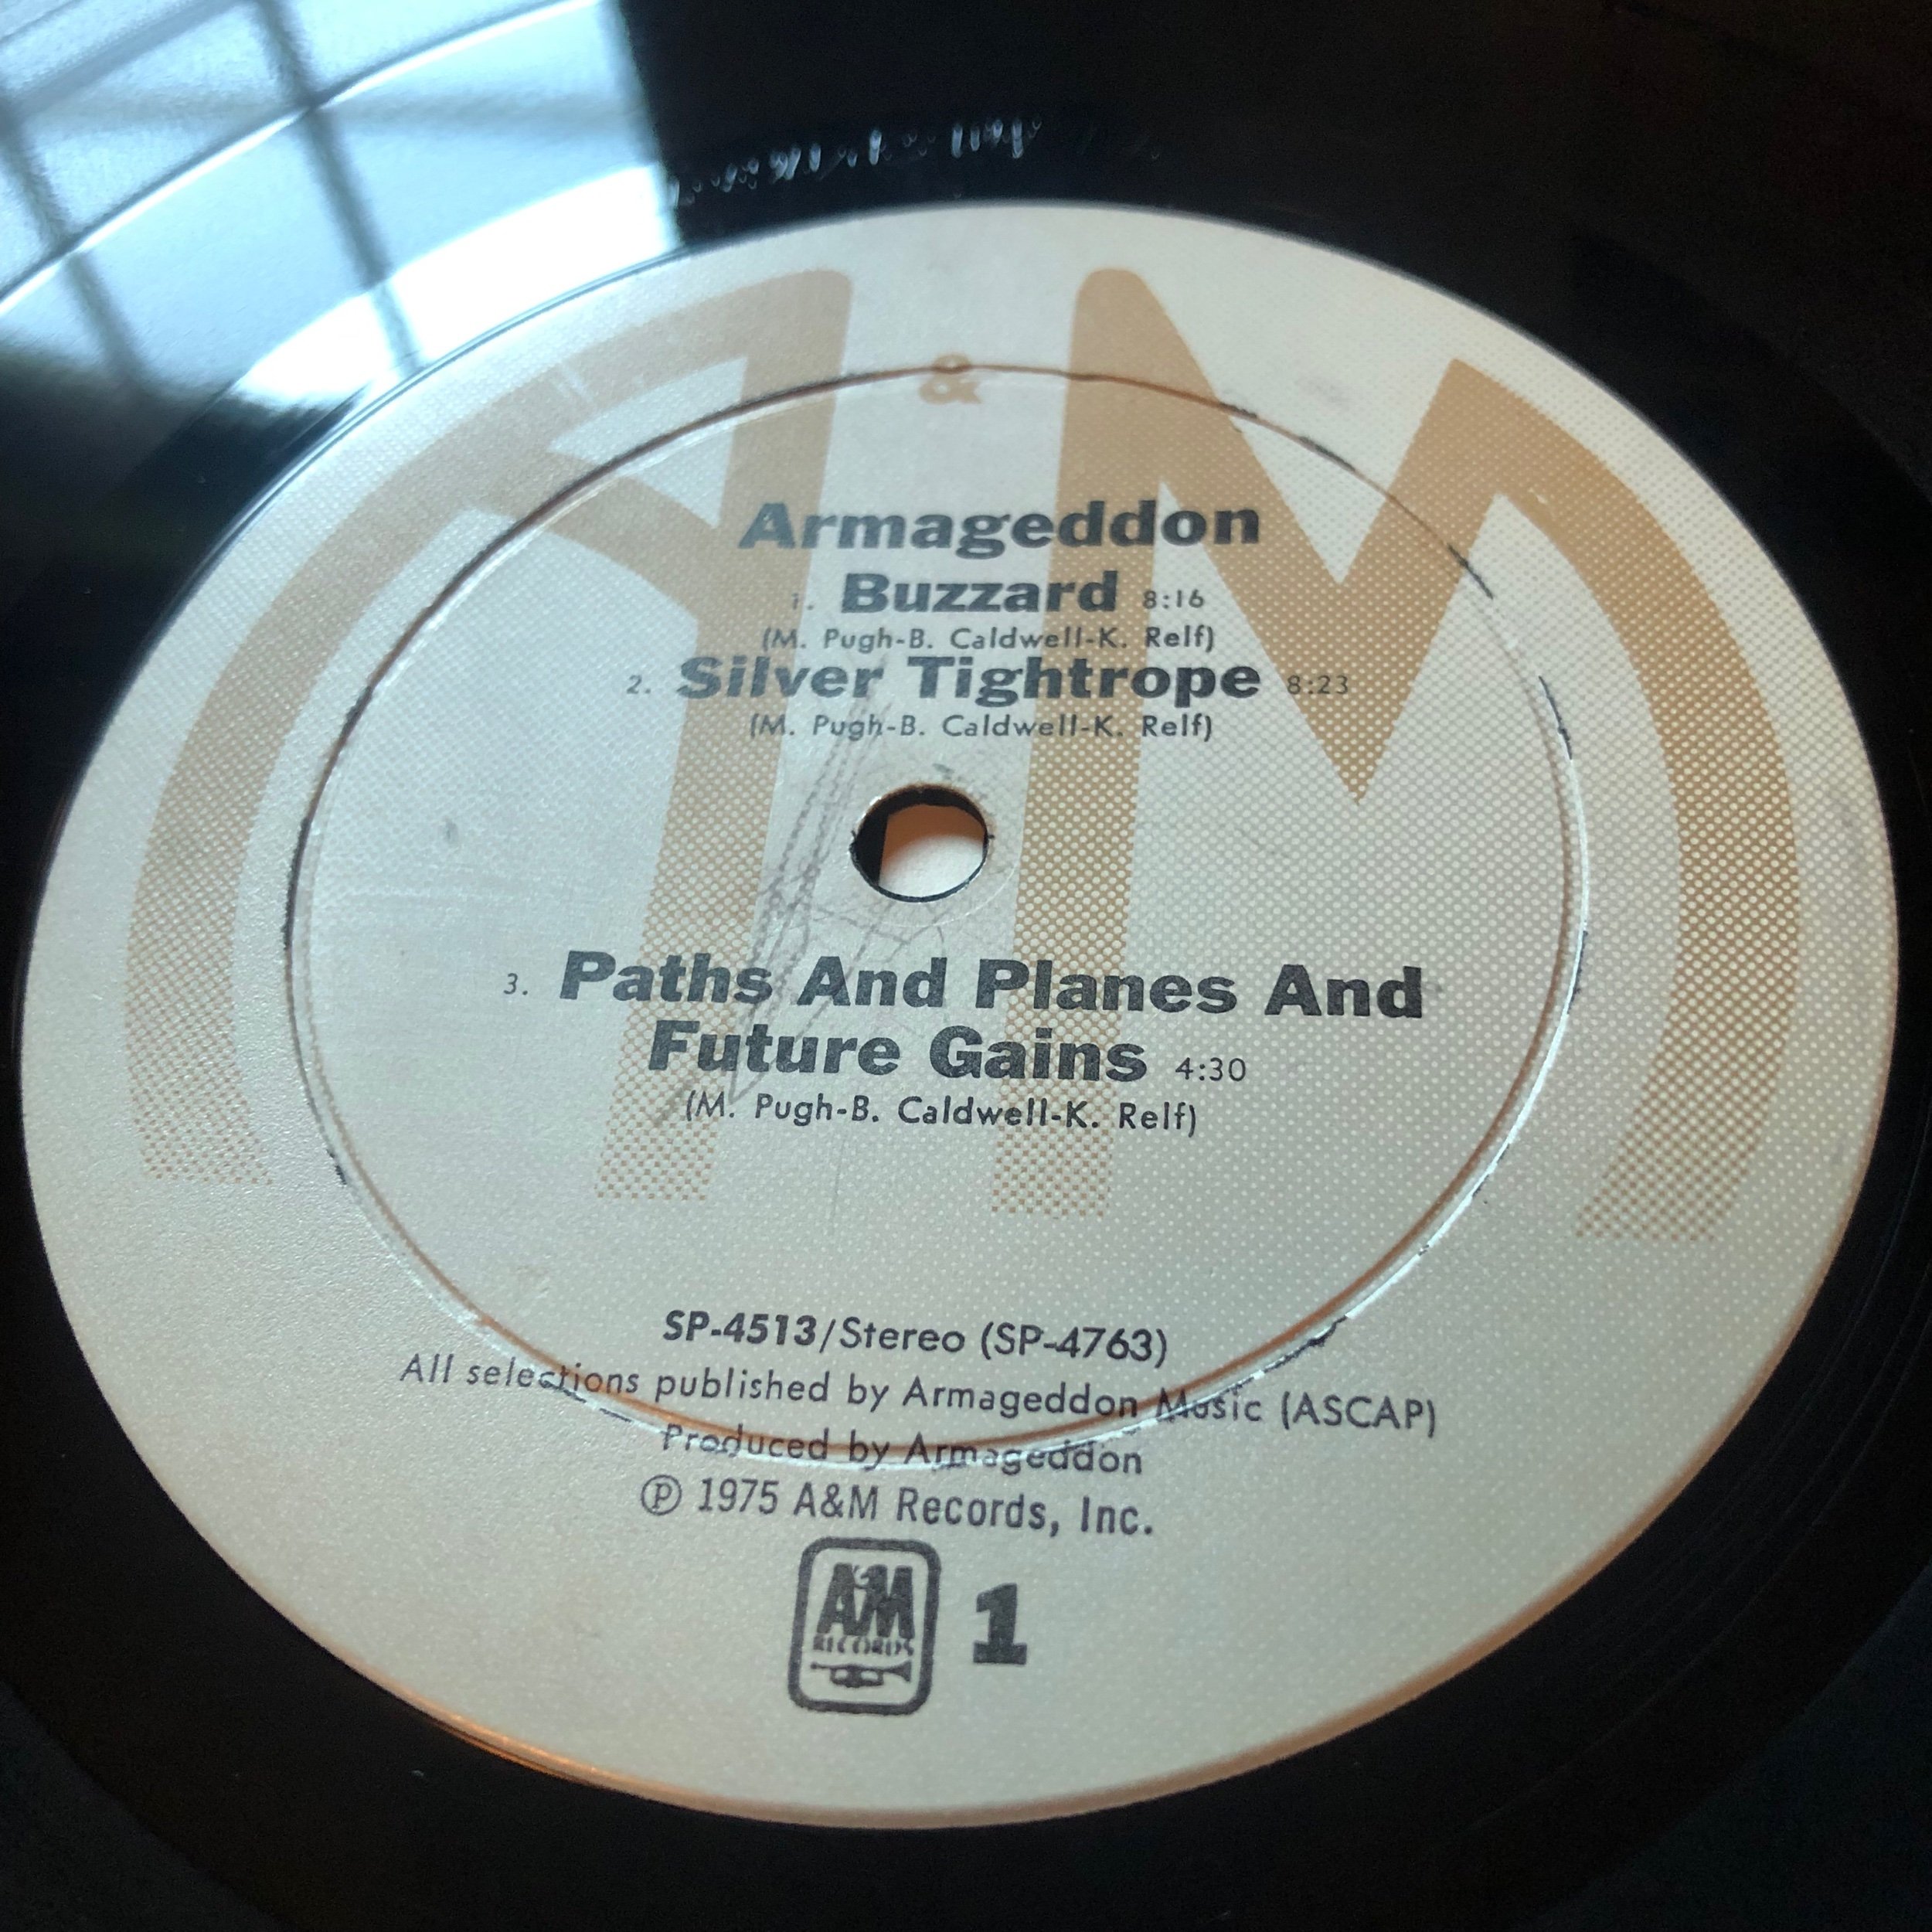 A & M
Armageddon
1. Buzzard 8:16
(M. Pugh-B. Caldwell-K. Relf)
2. Silver Tightrope 8:23
(M. Pugh-B. Caldwell-K. Relf)
3. Paths And Planes And
Future Gains 4:30
(M. Pugh-B. Caldwell-K. Relf)
SP-4513/Stereo (SP-4763)
All selections published by Armageddon Music (ASCAP)
Produced by Armageddon
℗ 1975 A&M Records, Inc.
A&M
RECORDS
1